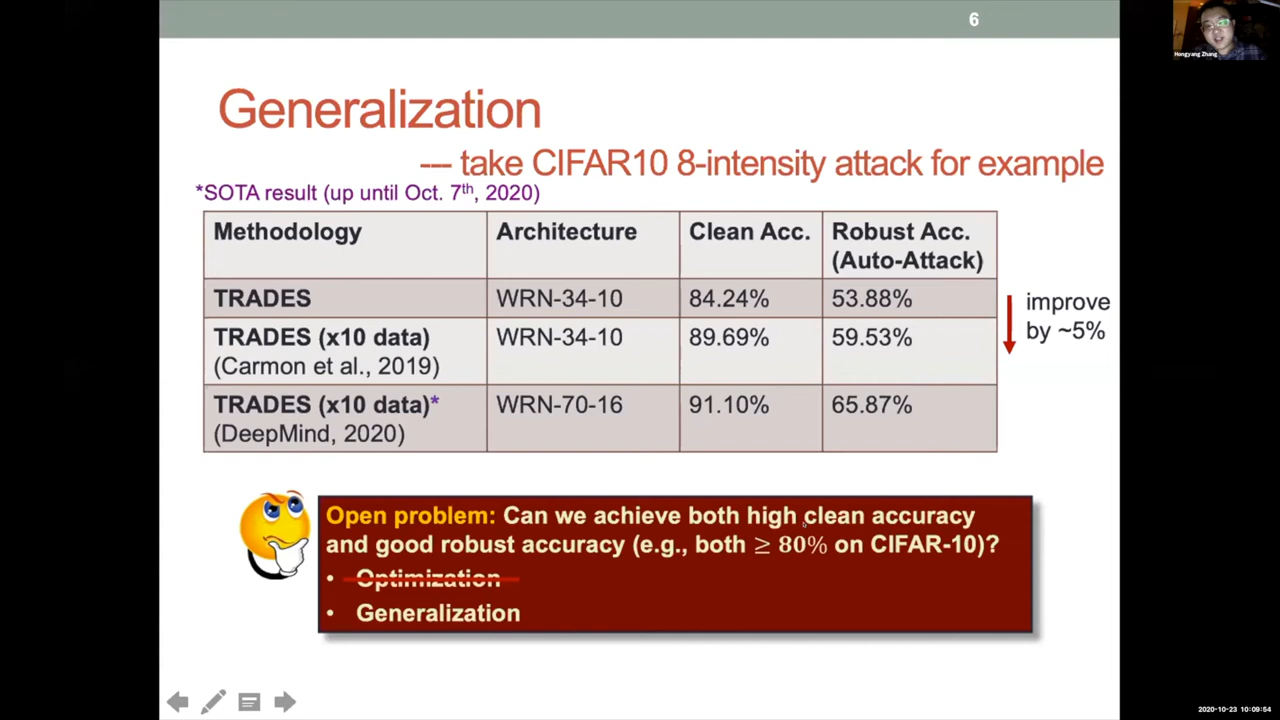 6
Hongyang Zhang
Generalization
--- take CIFAR10 8-intensity attack for example
*SOTA result (up until Oct. 7th, 2020)
Methodology Architecture Clean Acc. Robust Acc.
(Auto-Attack)
TRADES WRN-34-10 84.24% 53.88%
improve
by ~5%
TRADES (x10 data) WRN-34-10 89.69% 59.53%
(Carmon et al., 2019)
TRADES (x10 data)* WRN-70-16 91.10% 65.87%
(DeepMind, 2020)
Open problem: Can we achieve both high clean accuracy
and good robust accuracy (e.g., both ≥ 80% on CIFAR-10)?
• Optimization
• Generalization
2020-10-23 10:09:54